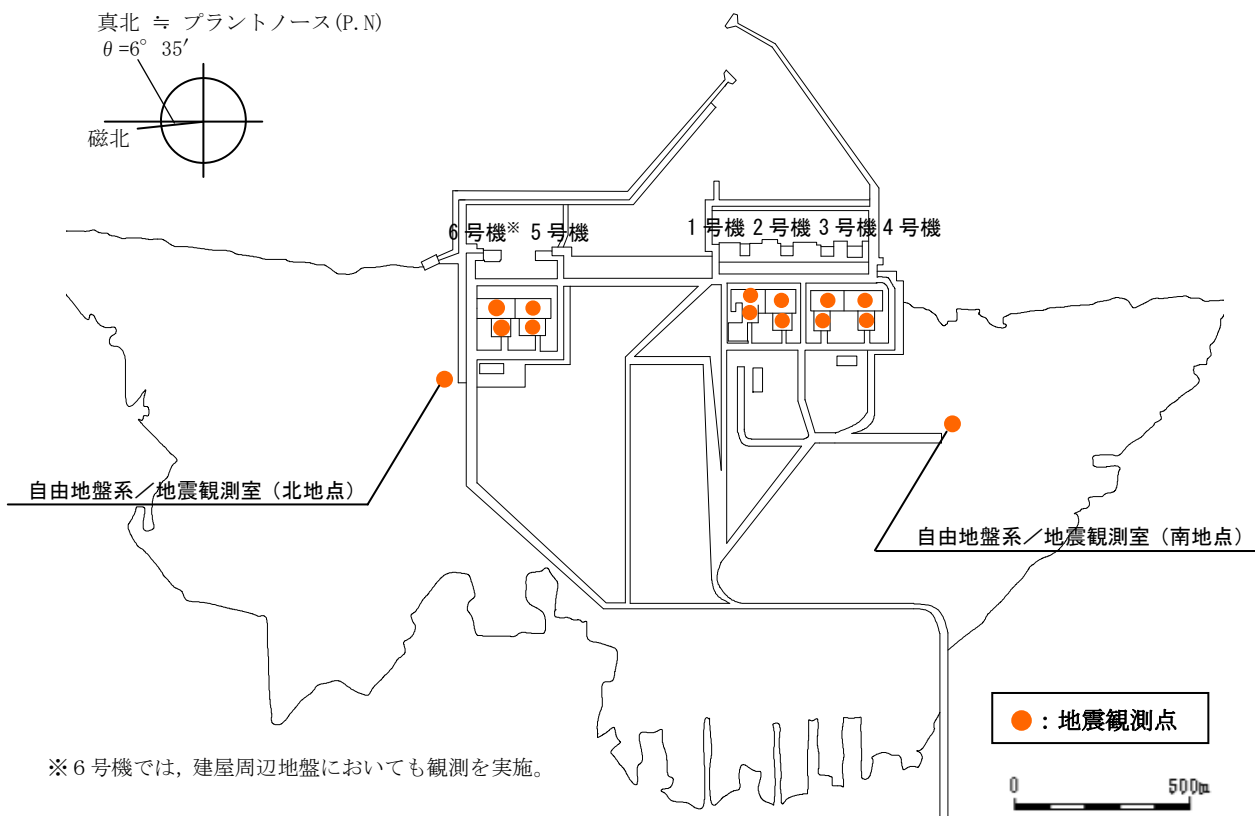 真北 ≒ プラントノース(P.N)
θ=6° 35′
磁北
6号機※ 5号機
1号機 2号機 3号機 4号機
自由地盤系／地震観測室（北地点）
自由地盤系／地震観測室（南地点）
：地震観測点
※6号機では, 建屋周辺地盤においても観測を実施。
0 500m